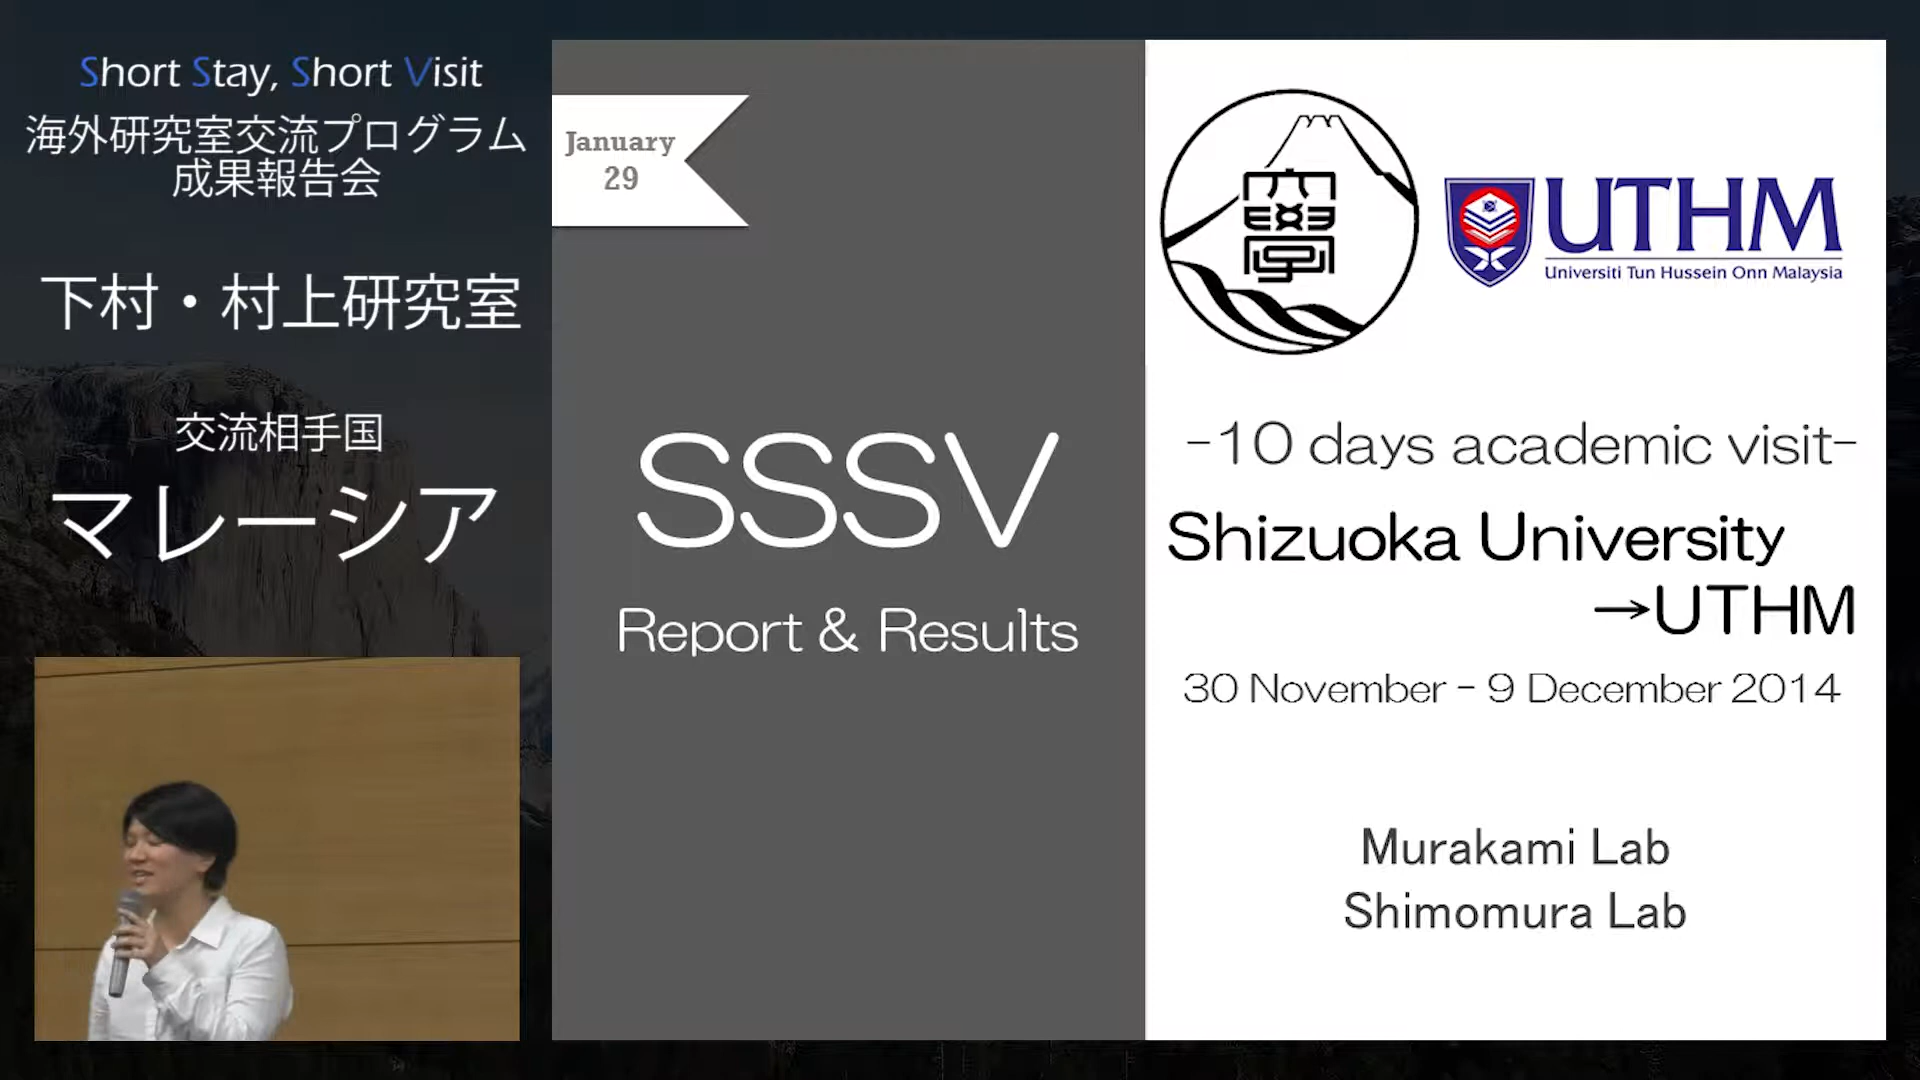 Short Stay, Short Visit
海外研究室交流プログラム
成果報告会
下村・村上研究室
交流相手国
マレーシア
January
29
SSSV
Report & Results
大學
UTHM
Universiti Tun Hussein Onn Malaysia
-10 days academic visit-
Shizuoka University
→UTHM
30 November - 9 December 2014
Murakami Lab
Shimomura Lab